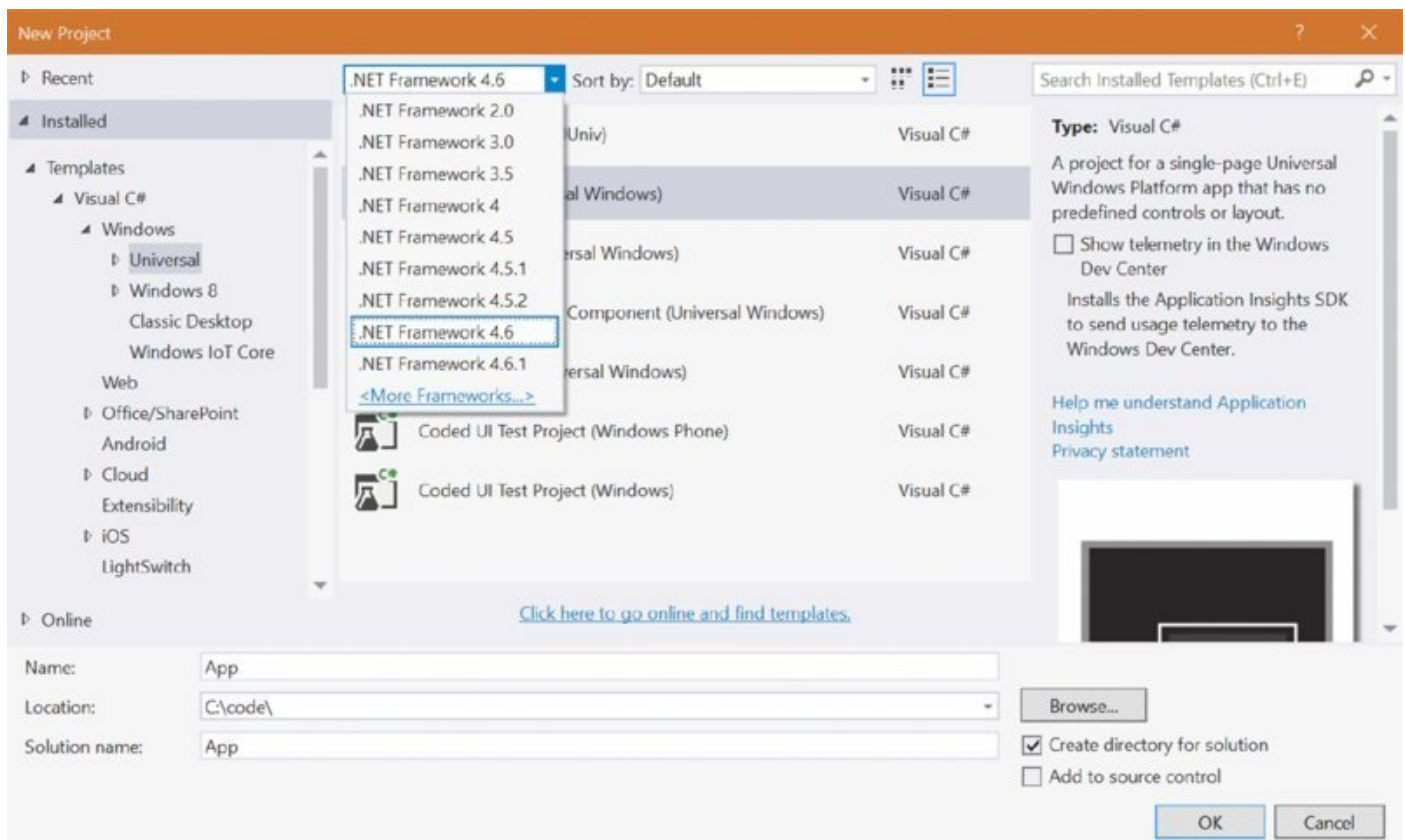 New Project
?
Recent
Installed
Templates
Visual C#
Windows
Universal
Windows 8
Classic Desktop
Windows IoT Core
Web
Office/SharePoint
Android
Cloud
Extensibility
iOS
LightSwitch
Online
.NET Framework 4.6
Sort by: Default
.NET Framework 2.0
.NET Framework 3.0
.NET Framework 3.5
.NET Framework 4
.NET Framework 4.5
.NET Framework 4.5.1
.NET Framework 4.5.2
.NET Framework 4.6
.NET Framework 4.6.1
<More Frameworks...>
Univ) Visual C#
al Windows) Visual C#
ersal Windows) Visual C#
Component (Universal Windows) Visual C#
ersal Windows) Visual C#
C# Coded UI Test Project (Windows Phone) Visual C#
C# Coded UI Test Project (Windows) Visual C#
Click here to go online and find templates.
Search Installed Templates (Ctrl+E)
Type: Visual C#
A project for a single-page Universal
Windows Platform app that has no
predefined controls or layout.
Show telemetry in the Windows
Dev Center
Installs the Application Insights SDK
to send usage telemetry to the
Windows Dev Center.
Help me understand Application
Insights
Privacy statement
Name: App
Location: C:\code\
Browse...
Solution name: App
Create directory for solution
Add to source control
OK Cancel